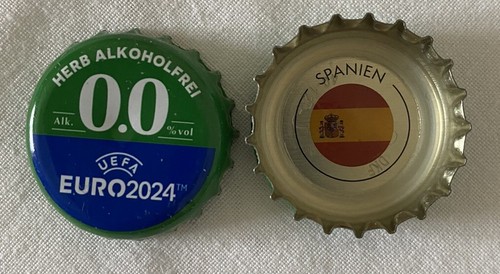 HERB ALKOHOLFREI
Alk. 0.0 %vol
UEFA
EURO2024™
SPANIEN